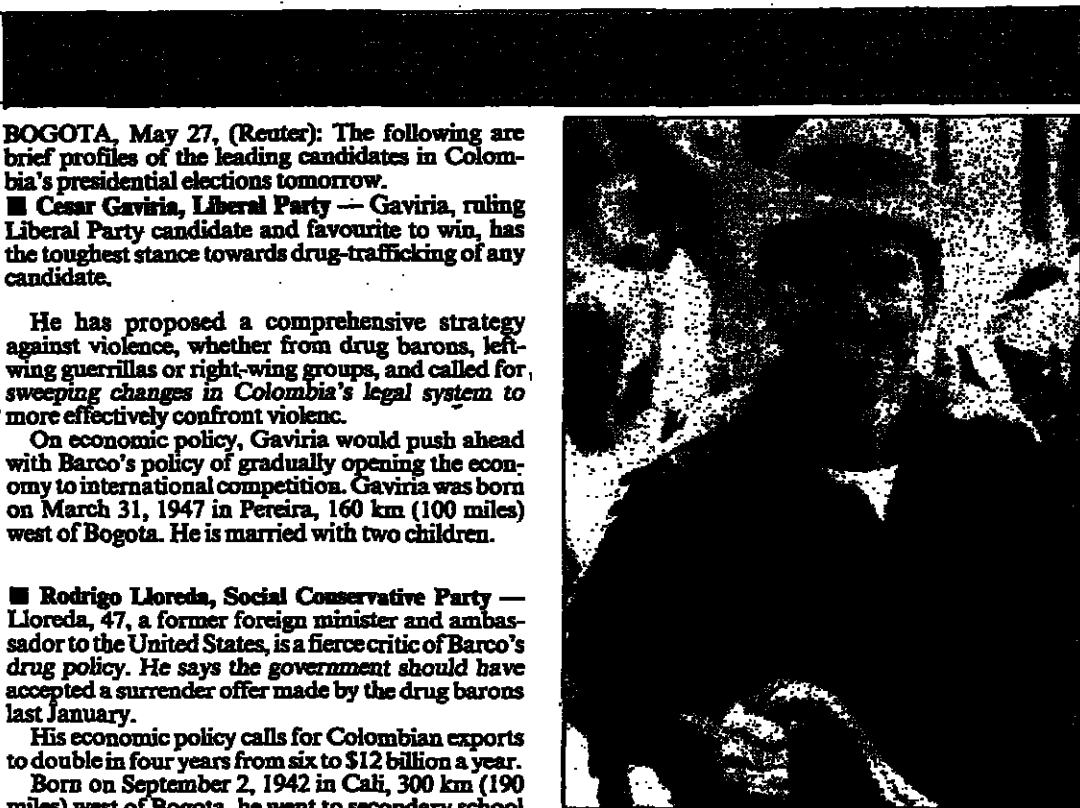 BOGOTA, May 27, (Reuter): The following are
brief profiles of the leading candidates in Colom-
bia's presidential elections tomorrow.
■ Cesar Gaviria, Liberal Party — Gaviria, ruling
Liberal Party candidate and favourite to win, has
the toughest stance towards drug-trafficking of any
candidate.
He has proposed a comprehensive strategy
against violence, whether from drug barons, left-
wing guerrillas or right-wing groups, and called for
sweeping changes in Colombia's legal system to
more effectively confront violenc.
On economic policy, Gaviria would push ahead
with Barco's policy of gradually opening the econ-
omy to international competition. Gaviria was born
on March 31, 1947 in Pereira, 160 km (100 miles)
west of Bogota. He is married with two children.
■ Rodrigo Lloreda, Social Conservative Party —
Lloreda, 47, a former foreign minister and ambas-
sador to the United States, is a fierce critic of Barco's
drug policy. He says the government should have
accepted a surrender offer made by the drug barons
last January.
His economic policy calls for Colombian exports
to double in four years from six to $12 billion a year.
Born on September 2, 1942 in Cali, 300 km (190
miles) west of Bogota, he went to secondary school